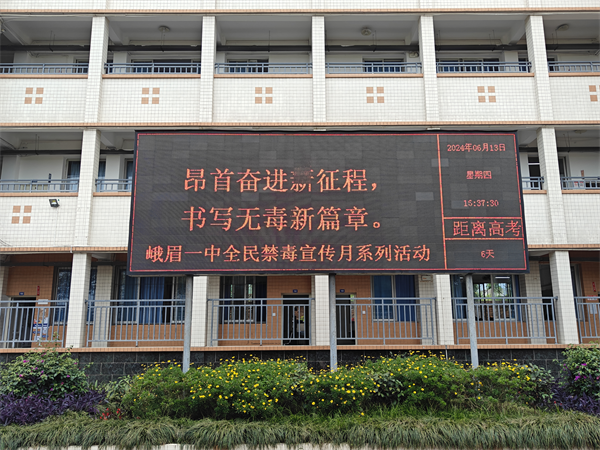 昂首奋进新征程，
书写无毒新篇章。
峨眉一中全民禁毒宣传月系列活动
2024年06月13日
星期四
15:37:30
距离高考
6天